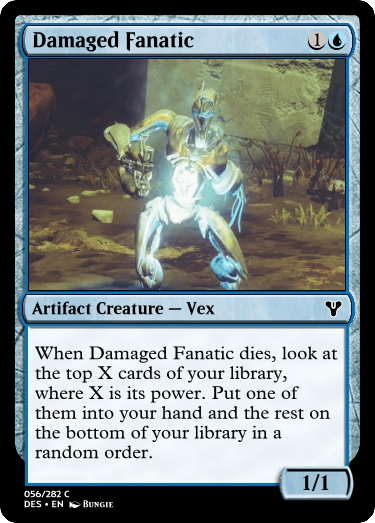 Damaged Fanatic 1
Artifact Creature — Vex
When Damaged Fanatic dies, look at
the top X cards of your library,
where X is its power. Put one of
them into your hand and the rest on
the bottom of your library in a
random order.
1/1
056/282 C
DES • EN Bungie